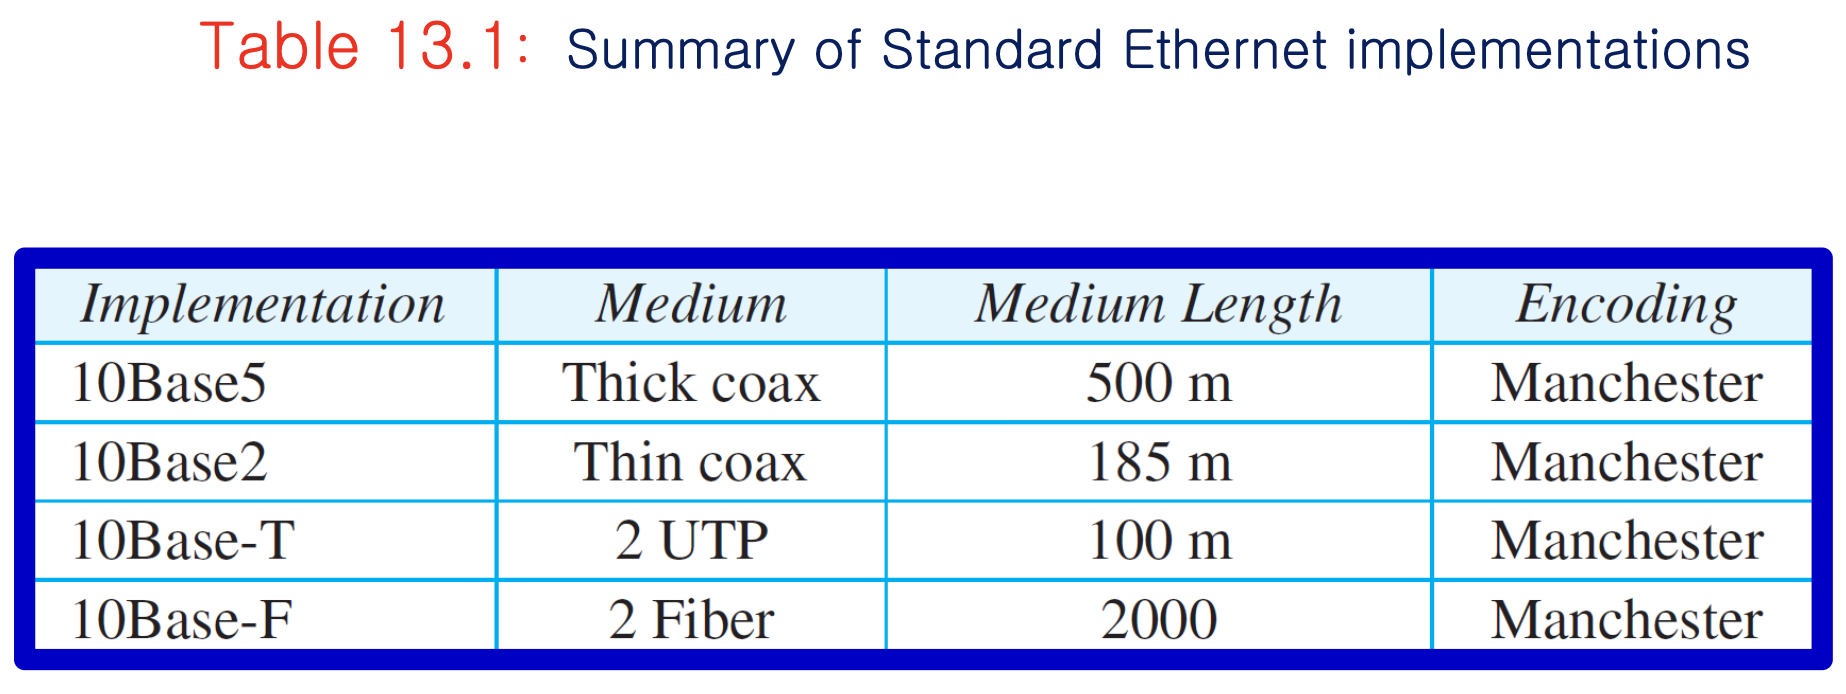 Table 13.1: Summary of Standard Ethernet implementations
Implementation Medium Medium Length Encoding
10Base5 Thick coax 500 m Manchester
10Base2 Thin coax 185 m Manchester
10Base-T 2 UTP 100 m Manchester
10Base-F 2 Fiber 2000 Manchester